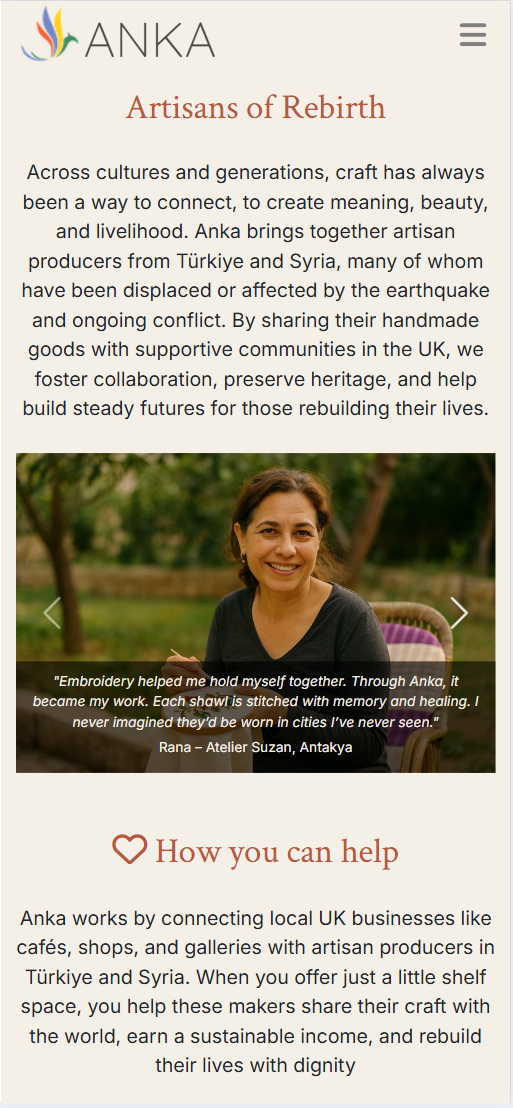 ANKA
Artisans of Rebirth
Across cultures and generations, craft has always
been a way to connect, to create meaning, beauty,
and livelihood. Anka brings together artisan
producers from Türkiye and Syria, many of whom
have been displaced or affected by the earthquake
and ongoing conflict. By sharing their handmade
goods with supportive communities in the UK, we
foster collaboration, preserve heritage, and help
build steady futures for those rebuilding their lives.
"Embroidery helped me hold myself together. Through Anka, it
became my work. Each shawl is stitched with memory and healing. I
never imagined they’d be worn in cities I’ve never seen."
Rana – Atelier Suzan, Antakya
How you can help
Anka works by connecting local UK businesses like
cafés, shops, and galleries with artisan producers in
Türkiye and Syria. When you offer just a little shelf
space, you help these makers share their craft with
the world, earn a sustainable income, and rebuild
their lives with dignity